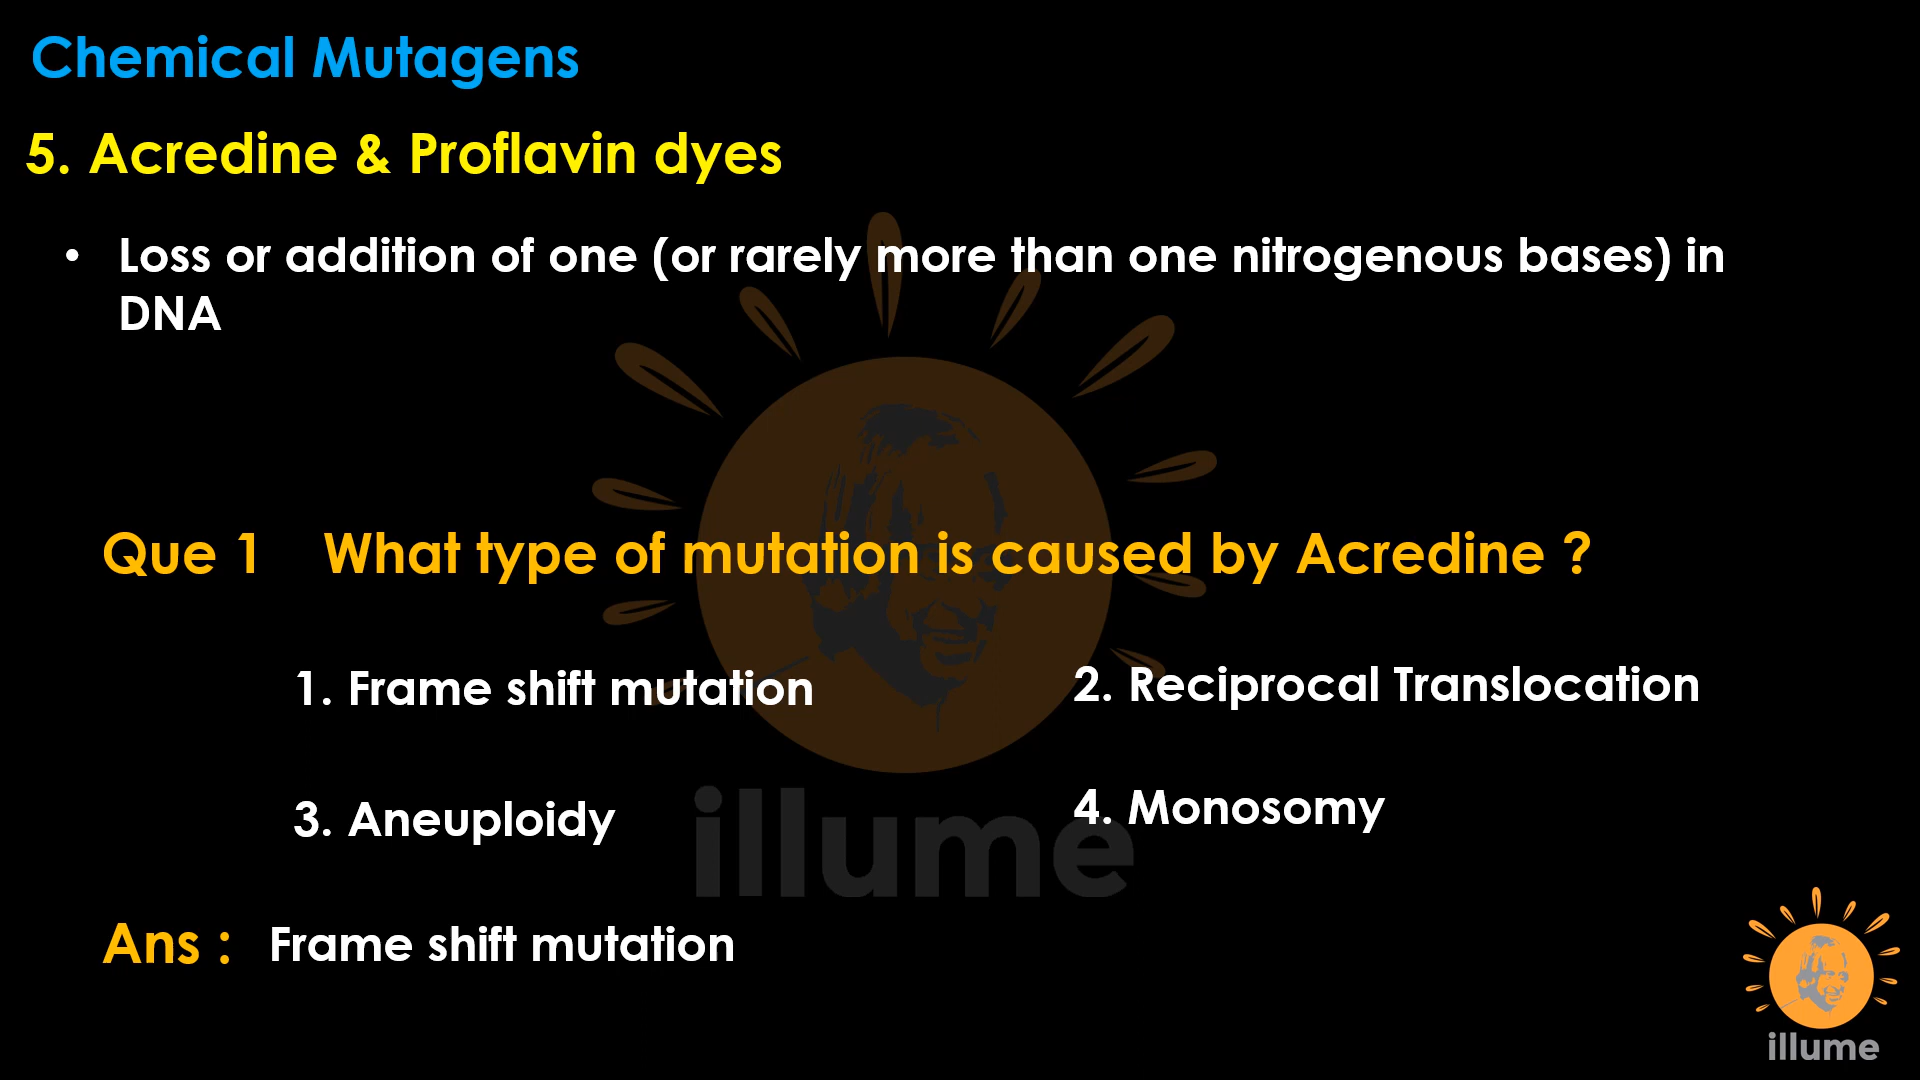 Chemical Mutagens
5. Acredine & Proflavin dyes
• Loss or addition of one (or rarely more than one nitrogenous bases) in
DNA
Que 1 What type of mutation is caused by Acredine ?
1. Frame shift mutation
2. Reciprocal Translocation
3. Aneuploidy
4. Monosomy
illume
Ans : Frame shift mutation
illume